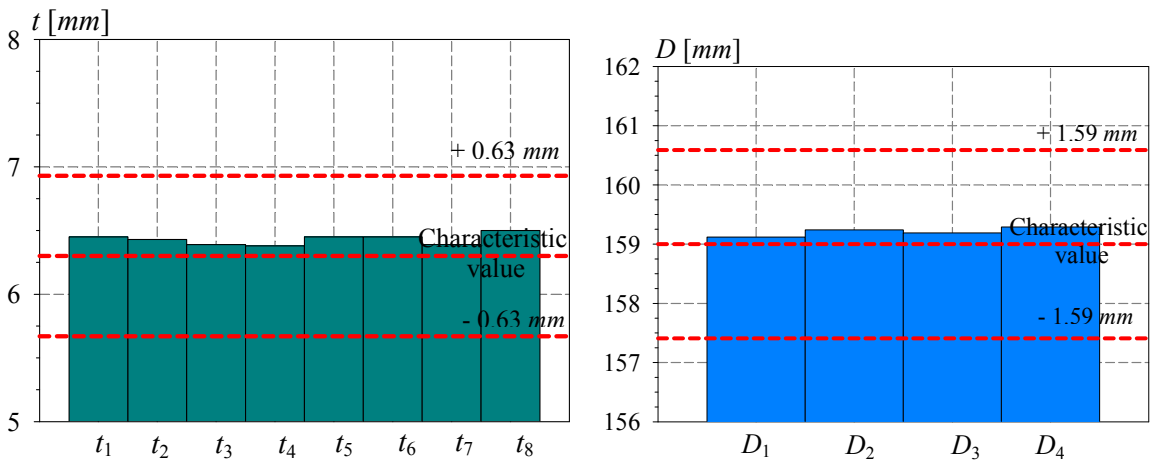 t [mm]
8
7
6
5
+ 0.63 mm
Characteristic
value
- 0.63 mm
t1 t2 t3 t4 t5 t6 t7 t8
D [mm]
162
161
160
159
158
157
156
+ 1.59 mm
Characteristic
value
- 1.59 mm
D1 D2 D3 D4